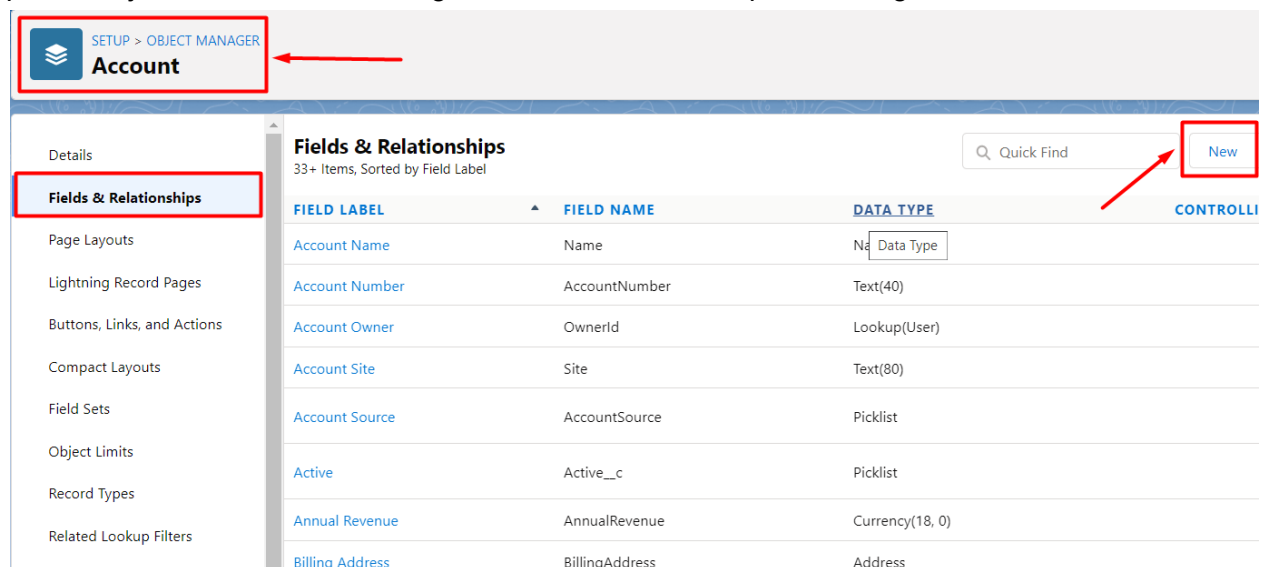 SETUP > OBJECT MANAGER
Account
Details
Fields & Relationships
Page Layouts
Lightning Record Pages
Buttons, Links, and Actions
Compact Layouts
Field Sets
Object Limits
Record Types
Related Lookup Filters
Fields & Relationships
33+ Items, Sorted by Field Label
Quick Find
New
FIELD LABEL FIELD NAME DATA TYPE CONTROLLI
Account Name Name Na Data Type
Account Number AccountNumber Text(40)
Account Owner OwnerId Lookup(User)
Account Site Site Text(80)
Account Source AccountSource Picklist
Active Active__c Picklist
Annual Revenue AnnualRevenue Currency(18, 0)
Billing Address BillingAddress Address